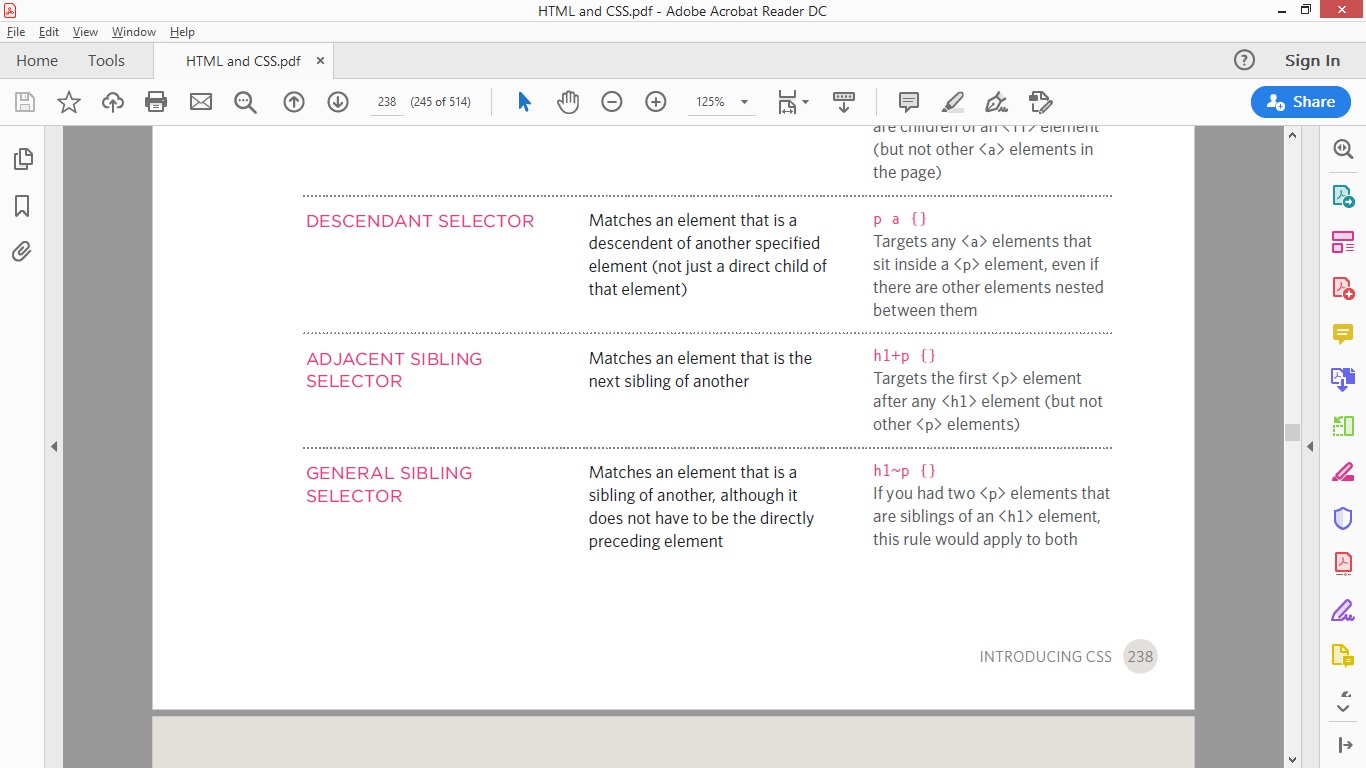 HTML and CSS.pdf - Adobe Acrobat Reader DC
File Edit View Window Help
Home Tools HTML and CSS.pdf × Sign In
238 (245 of 514) 125% Share
are children of an <li> element
(but not other <a> elements in
the page)
DESCENDANT SELECTOR
Matches an element that is a
descendent of another specified
element (not just a direct child of
that element)
p a {}
Targets any <a> elements that
sit inside a <p> element, even if
there are other elements nested
between them
ADJACENT SIBLING
SELECTOR
Matches an element that is the
next sibling of another
h1+p {}
Targets the first <p> element
after any <h1> element (but not
other <p> elements)
GENERAL SIBLING
SELECTOR
Matches an element that is a
sibling of another, although it
does not have to be the directly
preceding element
h1~p {}
If you had two <p> elements that
are siblings of an <h1> element,
this rule would apply to both
INTRODUCING CSS 238